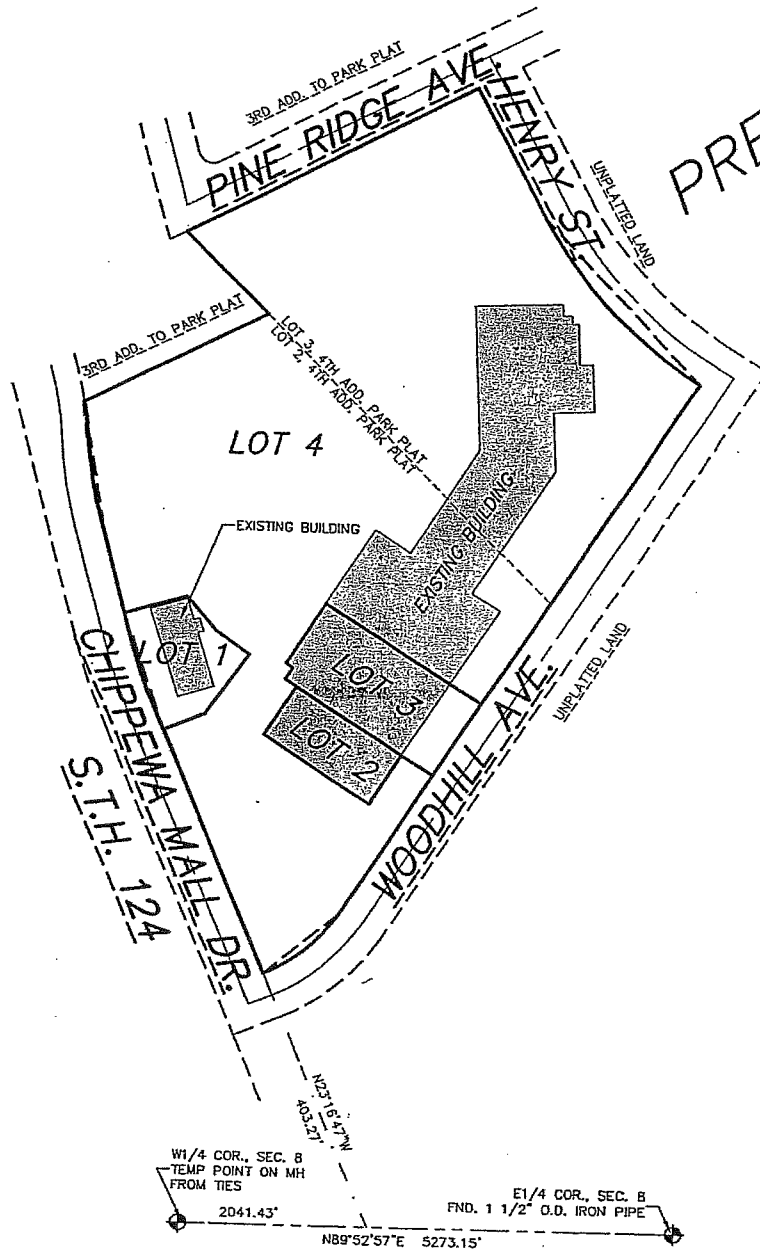 3RD ADD. TO PARK PLAT
PINE RIDGE AVE.
HENRY ST.
UNPLATTED LAND
PRE
3RD ADD. TO PARK PLAT
LOT 3, 4TH ADD. PARK PLAT
LOT 2, 4TH ADD. PARK PLAT
LOT 4
EXISTING BUILDING
EXISTING BUILDING
LOT 1
LOT 3
LOT 2
UNPLATTED LAND
WOODHILL AVE.
CHIPPEWA MALL DR.
S.T.H. 124
N23°16'47"W
403.27'
W1/4 COR., SEC. 8
TEMP POINT ON MH
FROM TIES
E1/4 COR., SEC. 8
FND. 1 1/2" O.D. IRON PIPE
2041.43'
N89°52'57"E 5273.15'